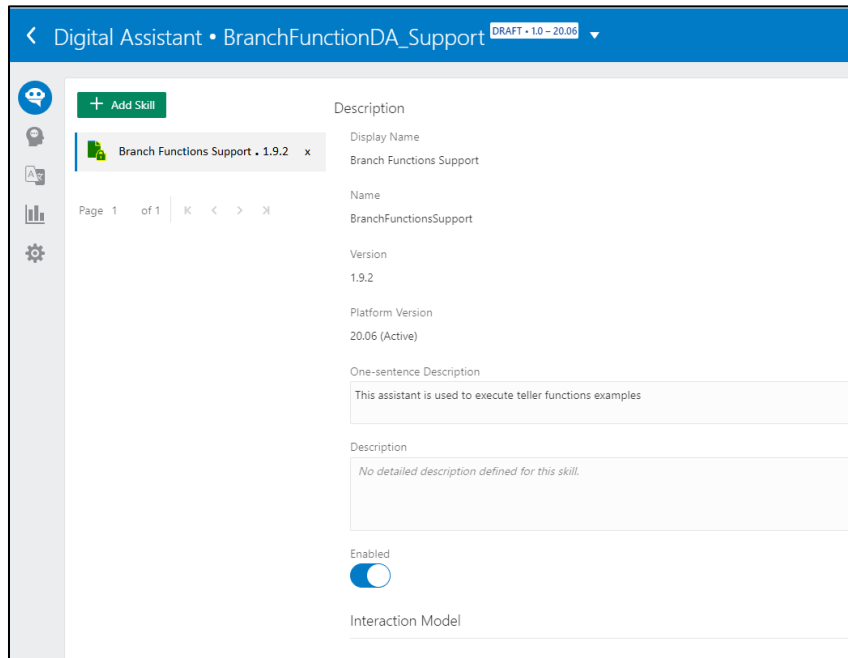 Digital Assistant • BranchFunctionDA_Support DRAFT • 1.0 – 20.06
+ Add Skill
Branch Functions Support . 1.9.2 x
Page 1 of 1
Description
Display Name
Branch Functions Support
Name
BranchFunctionsSupport
Version
1.9.2
Platform Version
20.06 (Active)
One-sentence Description
This assistant is used to execute teller functions examples
Description
No detailed description defined for this skill.
Enabled
Interaction Model